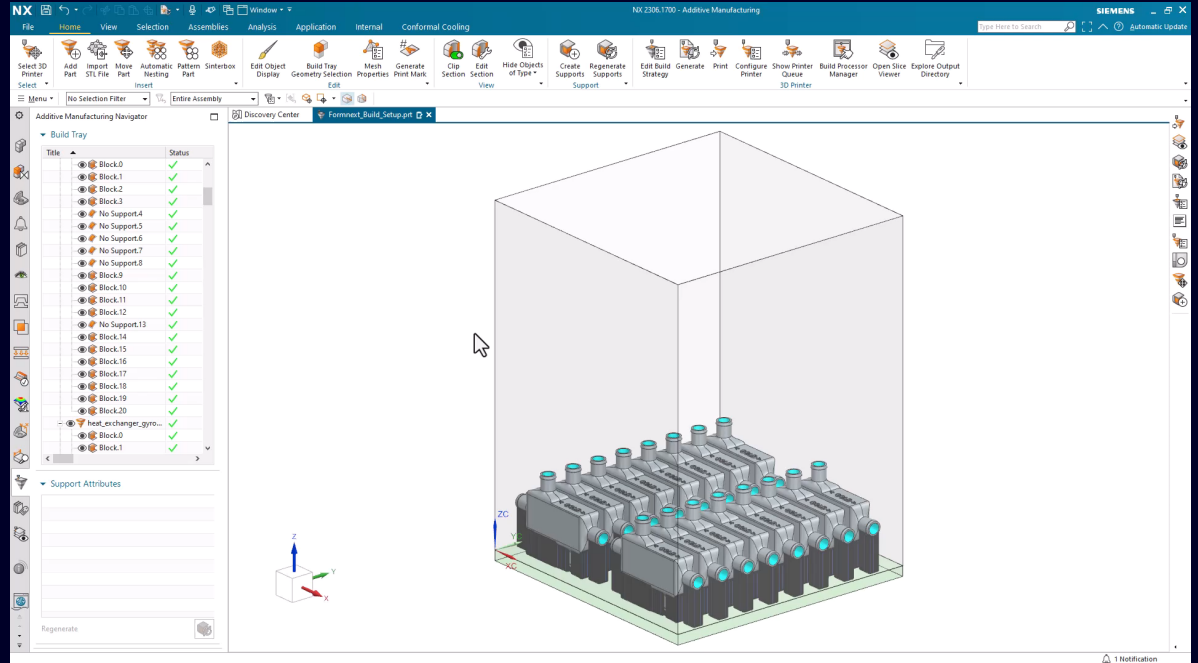 NX
Window
NX 2306.1700 - Additive Manufacturing
SIEMENS
File Home View Selection Assemblies Analysis Application Internal Conformal Cooling
Type Here to Search
Automatic Update
Select 3D Printer
Add Part
Import STL File
Move Part
Automatic Nesting
Pattern Part
Sinterbox
Edit Object Display
Build Tray Geometry Selection
Mesh Properties
Generate Print Mark
Clip Section
Edit Section
Hide Objects of Type
Create Supports
Regenerate Supports
Edit Build Strategy
Generate
Print
Configure Printer
Show Printer Queue
Build Processor Manager
Open Slice Viewer
Explore Output Directory
Select Insert Edit View Support 3D Printer
Menu No Selection Filter Entire Assembly
Additive Manufacturing Navigator
Discovery Center Formnext_Build_Setup.prt
Build Tray
Title Status
Block.0
Block.1
Block.2
Block.3
No Support.4
No Support.5
No Support.6
No Support.7
No Support.8
Block.9
Block.10
Block.11
Block.12
No Support.13
Block.14
Block.15
Block.16
Block.17
Block.18
Block.19
Block.20
heat_exchanger_gyro...
Block.0
Block.1
Support Attributes
Regenerate
ZC
Y
XC
Z
Y
X
1 Notification